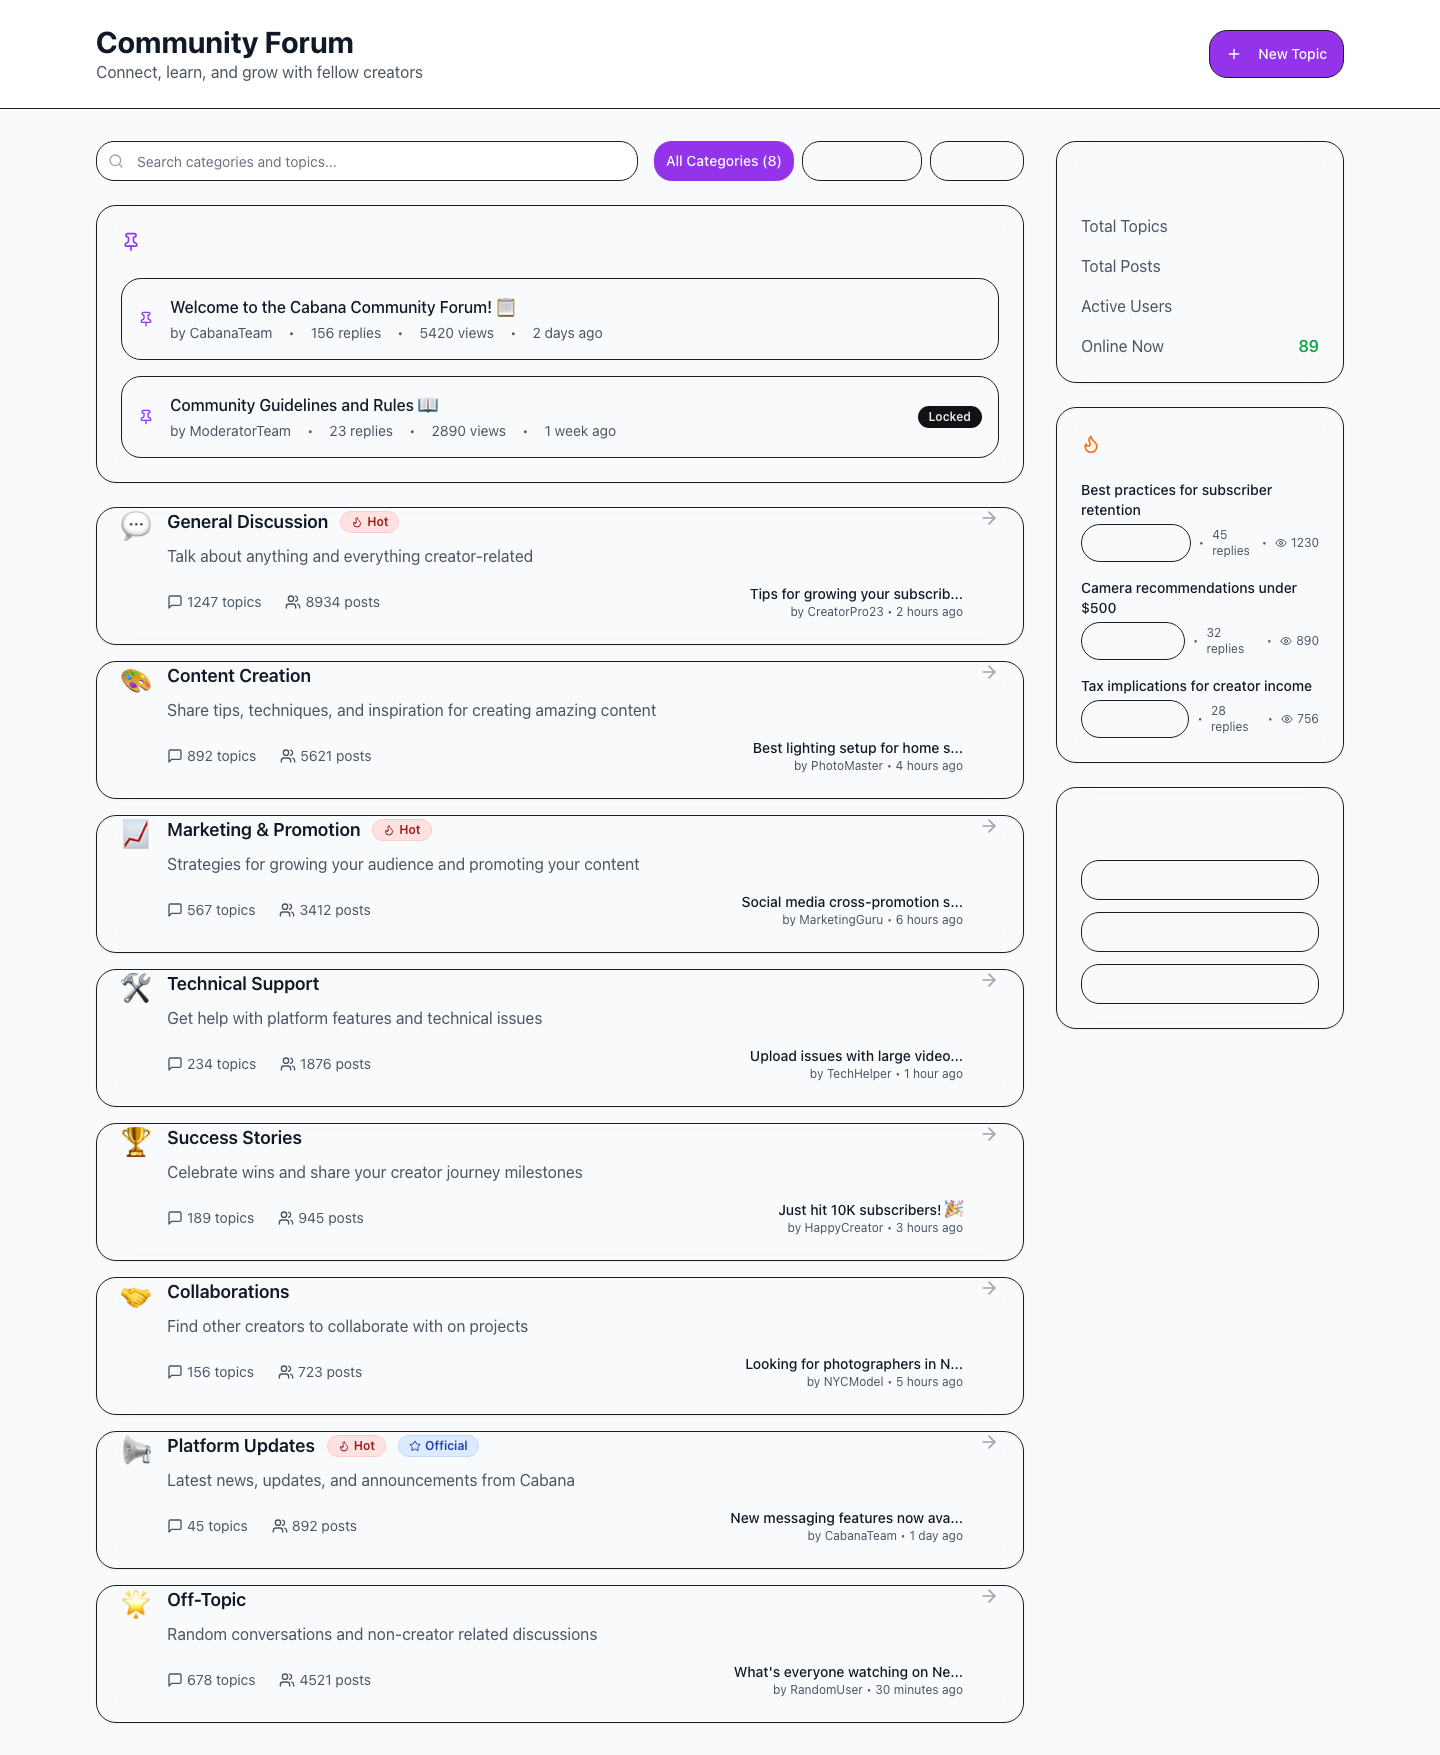 Community Forum
Connect, learn, and grow with fellow creators
New Topic
Search categories and topics...
All Categories (8)
Welcome to the Cabana Community Forum! 📋
by CabanaTeam • 156 replies • 5420 views • 2 days ago
Community Guidelines and Rules 📖
by ModeratorTeam • 23 replies • 2890 views • 1 week ago
Locked
General Discussion
Hot
Talk about anything and everything creator-related
1247 topics
8934 posts
Tips for growing your subscrib...
by CreatorPro23 • 2 hours ago
Content Creation
Share tips, techniques, and inspiration for creating amazing content
892 topics
5621 posts
Best lighting setup for home s...
by PhotoMaster • 4 hours ago
Marketing & Promotion
Hot
Strategies for growing your audience and promoting your content
567 topics
3412 posts
Social media cross-promotion s...
by MarketingGuru • 6 hours ago
Technical Support
Get help with platform features and technical issues
234 topics
1876 posts
Upload issues with large video...
by TechHelper • 1 hour ago
Success Stories
Celebrate wins and share your creator journey milestones
189 topics
945 posts
Just hit 10K subscribers! 🎉
by HappyCreator • 3 hours ago
Collaborations
Find other creators to collaborate with on projects
156 topics
723 posts
Looking for photographers in N...
by NYCModel • 5 hours ago
Platform Updates
Hot
Official
Latest news, updates, and announcements from Cabana
45 topics
892 posts
New messaging features now ava...
by CabanaTeam • 1 day ago
Off-Topic
Random conversations and non-creator related discussions
678 topics
4521 posts
What's everyone watching on Ne...
by RandomUser • 30 minutes ago
Total Topics
Total Posts
Active Users
Online Now 89
Best practices for subscriber
retention
• 45
replies
• 1230
Camera recommendations under
$500
• 32
replies
• 890
Tax implications for creator income
• 28
replies
• 756